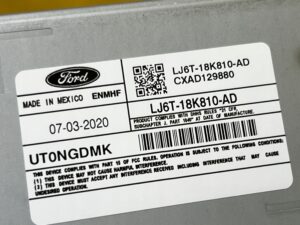 Ford
LJ6T-18K810-AD
CXAD129880
MADE IN MEXICO ENMHF
LJ6T-18K810-AD
07-03-2020
PRODUCT COMPLIES WITH DHHS RULES "21 CFR,
SUBCHAPTER J, PART 1040" AT DATE OF MANUFACTURE.
UT0NGDMK
THIS DEVICE COMPLIES WITH PART 15 OF FCC RULES. OPERATION IS SUBJECT TO THE FOLLOWING
TWO CONDITIONS: (1) THIS DEVICE MAY NOT CAUSE HARMFUL INTERFERENCE, AND
(2) THIS DEVICE MUST ACCEPT ANY INTERFERENCE RECEIVED INCLUDING INTERFERENCE THAT MAY CAUSE